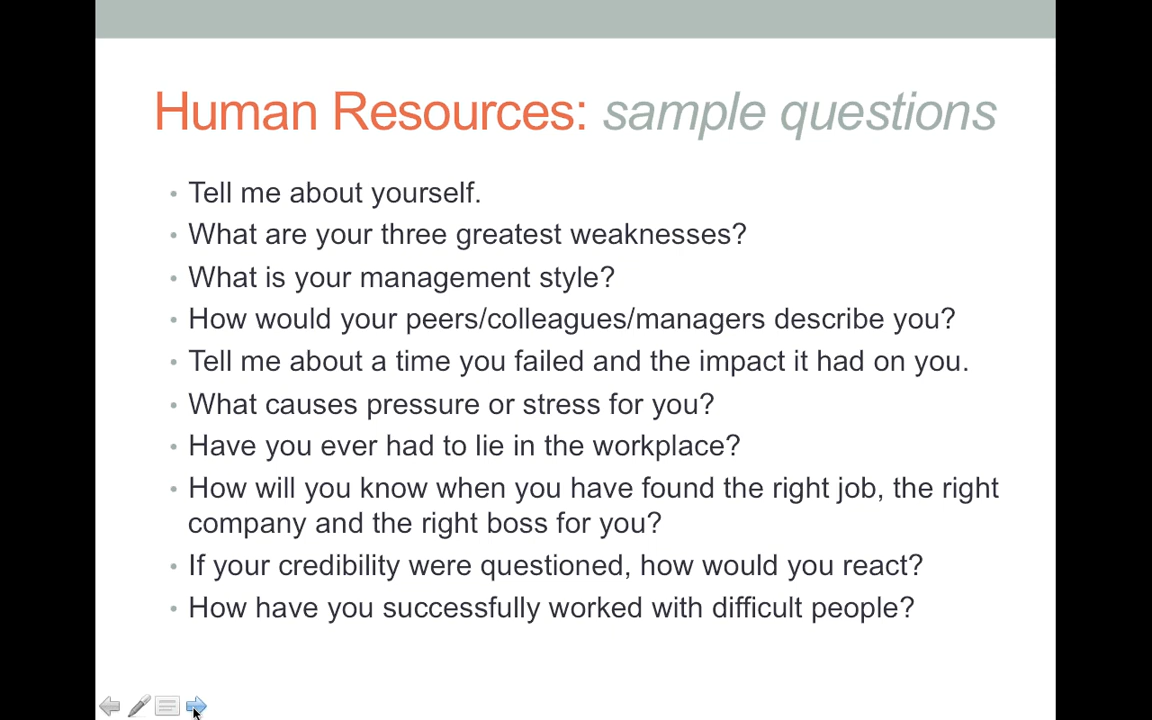 Human Resources: sample questions
• Tell me about yourself.
• What are your three greatest weaknesses?
• What is your management style?
• How would your peers/colleagues/managers describe you?
• Tell me about a time you failed and the impact it had on you.
• What causes pressure or stress for you?
• Have you ever had to lie in the workplace?
• How will you know when you have found the right job, the right
company and the right boss for you?
• If your credibility were questioned, how would you react?
• How have you successfully worked with difficult people?